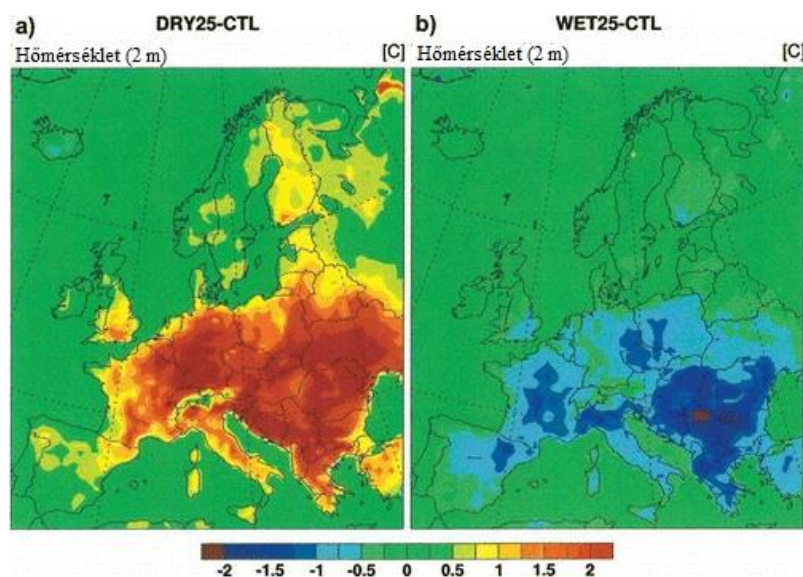 a) DRY25-CTL
Hőmérséklet (2 m) [C]
b) WET25-CTL
Hőmérséklet (2 m) [C]
-2 -1.5 -1 -0.5 0 0.5 1 1.5 2